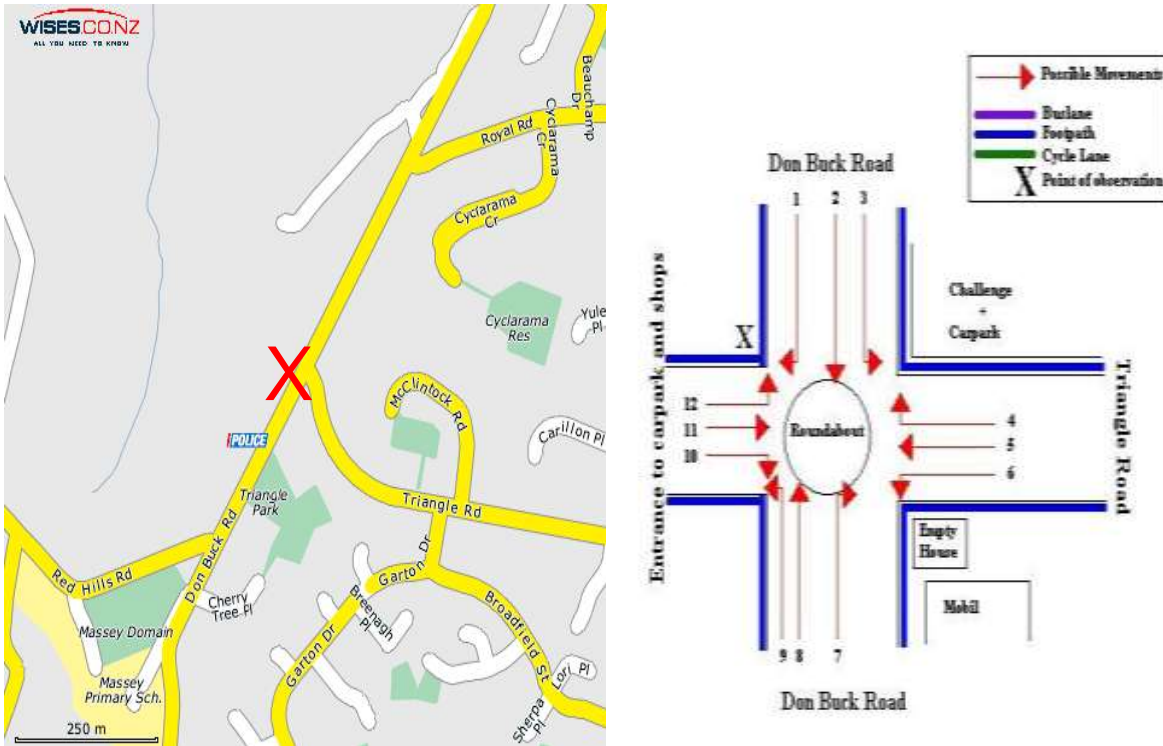 WISES.CO.NZ
ALL YOU NEED TO KNOW
Beauchamp
Dr
Royal Rd
Cyclarama
Cr
Cyclarama
Cr
Cyclarama
Res
Yule
Pl
X
McClintock Rd
POLICE
Carillon Pl
Triangle
Park
Triangle Rd
Don Buck Rd
Red Hills Rd
Garton Dr
Cherry
Tree Pl
Breenagh
Pl
Broadfield St
Massey Domain
Garton Dr
Massey
Primary Sch.
Lori Pl
Sherpa
Pl
250 m
Possible Movements
Buslane
Footpath
Cycle Lane
X Point of observation
Don Buck Road
1 2 3
Entrance to carpark and shops
X
Challenge
+
Carpark
Triangle Road
12
11
10
Roundabout
4
5
6
Empty
House
Mobil
9 8 7
Don Buck Road